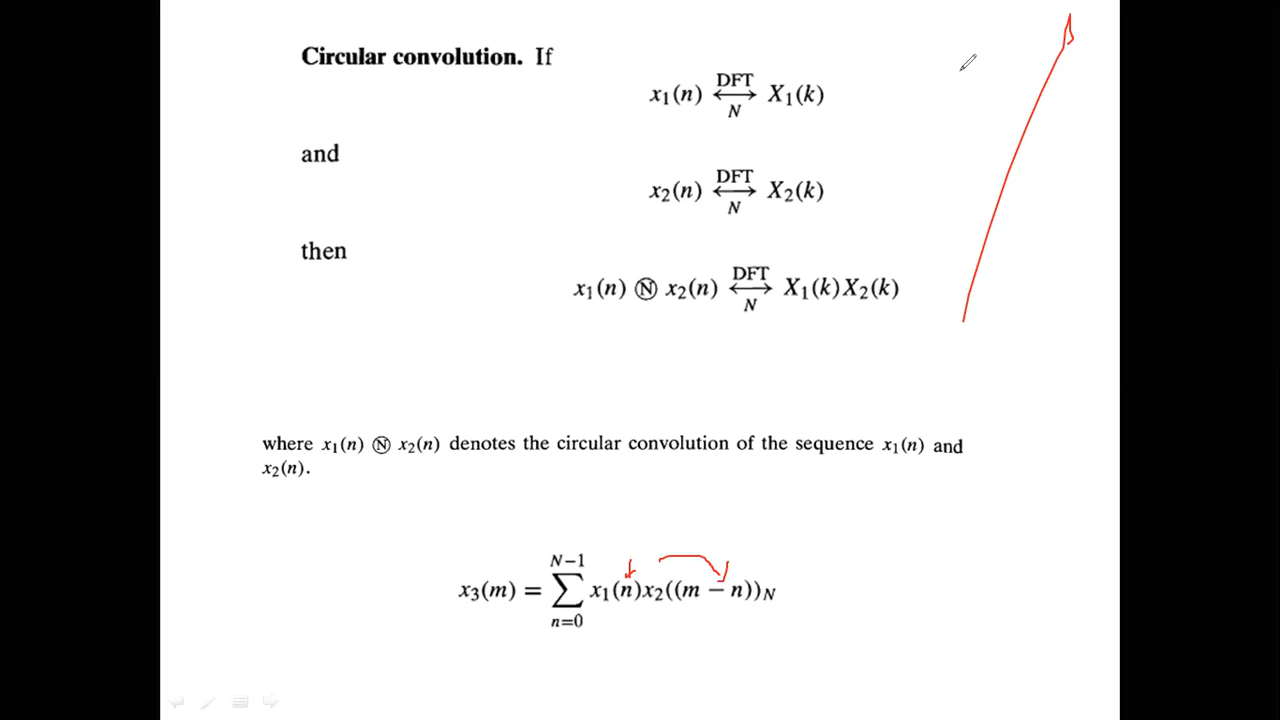 Circular convolution. If
x₁(n) DFT ⟷ N X₁(k)
and
x₂(n) DFT ⟷ N X₂(k)
then
x₁(n) Ⓝ x₂(n) DFT ⟷ N X₁(k)X₂(k)
where x₁(n) Ⓝ x₂(n) denotes the circular convolution of the sequence x₁(n) and
x₂(n).
x₃(m) = ∑_{n=0}^{N−1} x₁(n)x₂((m − n))_N